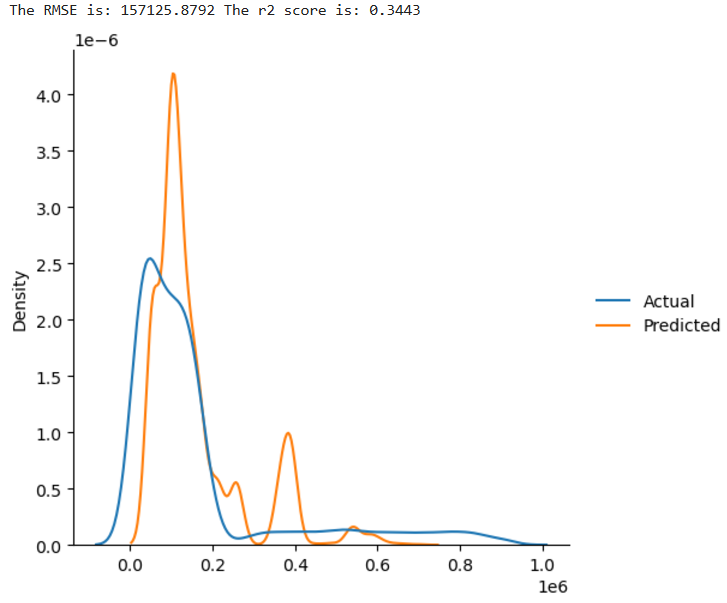 The RMSE is: 157125.8792 The r2 score is: 0.3443
1e−6
4.0
3.5
3.0
2.5
2.0
1.5
1.0
0.5
0.0
Density
Actual
Predicted
0.0 0.2 0.4 0.6 0.8 1.0
1e6